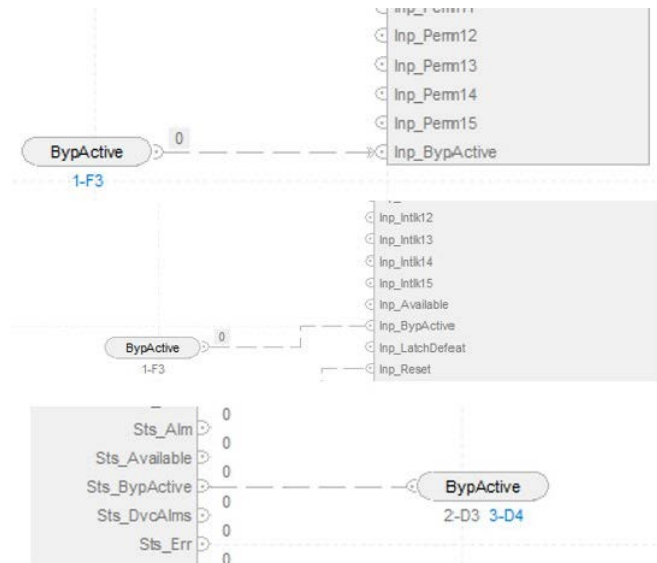 Inp_Perm12
Inp_Perm13
Inp_Perm14
Inp_Perm15
BypActive 0 Inp_BypActive
1-F3
Inp_Intlk12
Inp_Intlk13
Inp_Intlk14
Inp_Intlk15
Inp_Available
Inp_BypActive
BypActive 0 Inp_LatchDefeat
1-F3 Inp_Reset
0
Sts_Alm
0
Sts_Available
0
Sts_BypActive BypActive
0 2-D3 3-D4
Sts_DvcAlms
0
Sts_Err
0